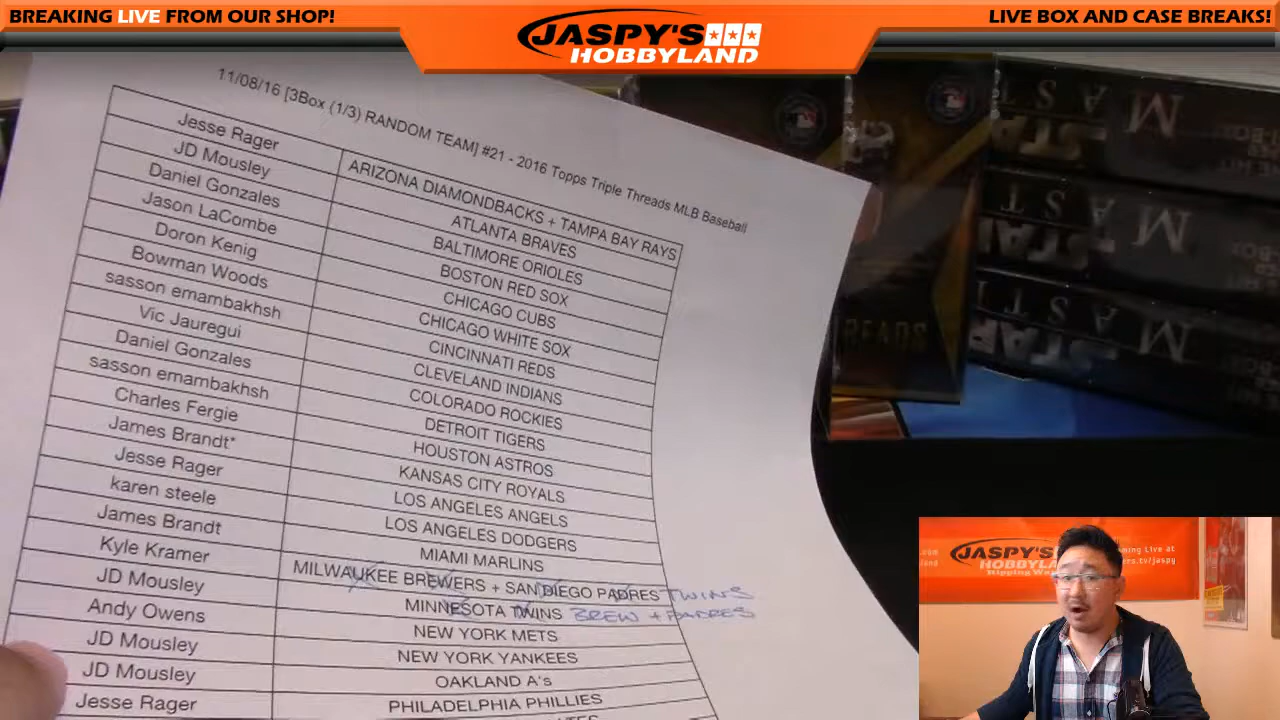 BREAKING LIVE FROM OUR SHOP!
JASPY'S
HOBBYLAND
LIVE BOX AND CASE BREAKS!
11/08/16 [3Box (1/3) RANDOM TEAM] #21 - 2016 Topps Triple Threads MLB Baseball
Jesse Rager ARIZONA DIAMONDBACKS + TAMPA BAY RAYS
JD Mousley ATLANTA BRAVES
Daniel Gonzales BALTIMORE ORIOLES
Jason LaCombe BOSTON RED SOX
Doron Kenig CHICAGO CUBS
Bowman Woods CHICAGO WHITE SOX
sasson emambakhsh CINCINNATI REDS
Vic Jauregui CLEVELAND INDIANS
Daniel Gonzales COLORADO ROCKIES
sasson emambakhsh DETROIT TIGERS
Charles Fergie HOUSTON ASTROS
James Brandt* KANSAS CITY ROYALS
Jesse Rager LOS ANGELES ANGELS
karen steele LOS ANGELES DODGERS
James Brandt MIAMI MARLINS
Kyle Kramer MILWAUKEE BREWERS + SAN DIEGO PADRES TWINS
JD Mousley MINNESOTA TWINS BREW + PADRES
Andy Owens NEW YORK METS
JD Mousley NEW YORK YANKEES
JD Mousley OAKLAND A's
Jesse Rager PHILADELPHIA PHILLIES
READS
STA
MAST
MAST
MAST
JASPY'S